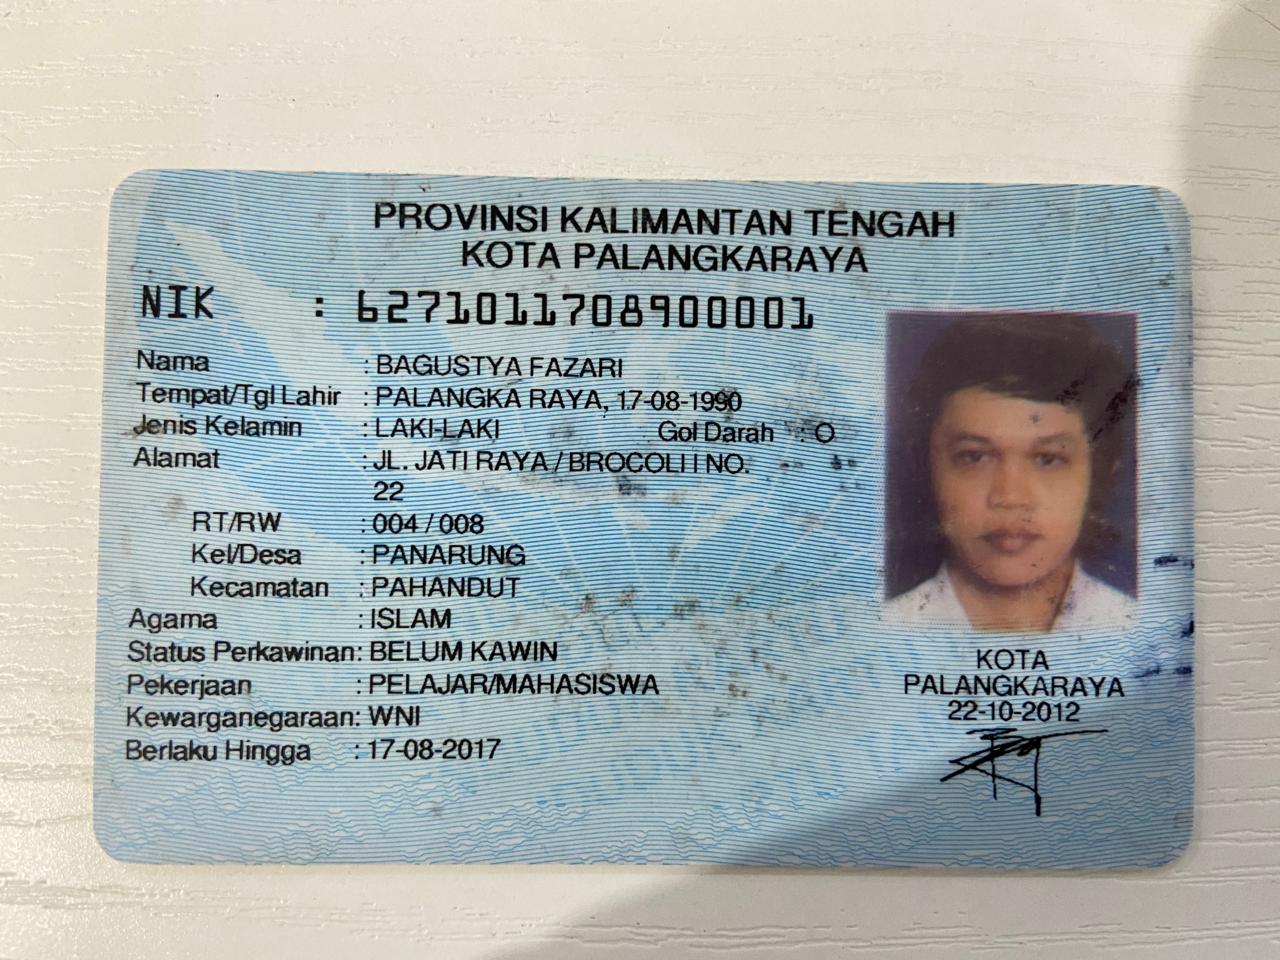 PROVINSI KALIMANTAN TENGAH
KOTA PALANGKARAYA
NIK : 6271011708900001
Nama : BAGUSTYA FAZARI
Tempat/Tgl Lahir : PALANGKA RAYA, 17-08-1990
Jenis Kelamin : LAKI-LAKI Gol Darah : O
Alamat : JL. JATI RAYA / BROCOLI I NO.
22
RT/RW : 004 / 008
Kel/Desa : PANARUNG
Kecamatan : PAHANDUT
Agama : ISLAM
Status Perkawinan: BELUM KAWIN
Pekerjaan : PELAJAR/MAHASISWA
Kewarganegaraan: WNI
Berlaku Hingga : 17-08-2017
KOTA
PALANGKARAYA
22-10-2012